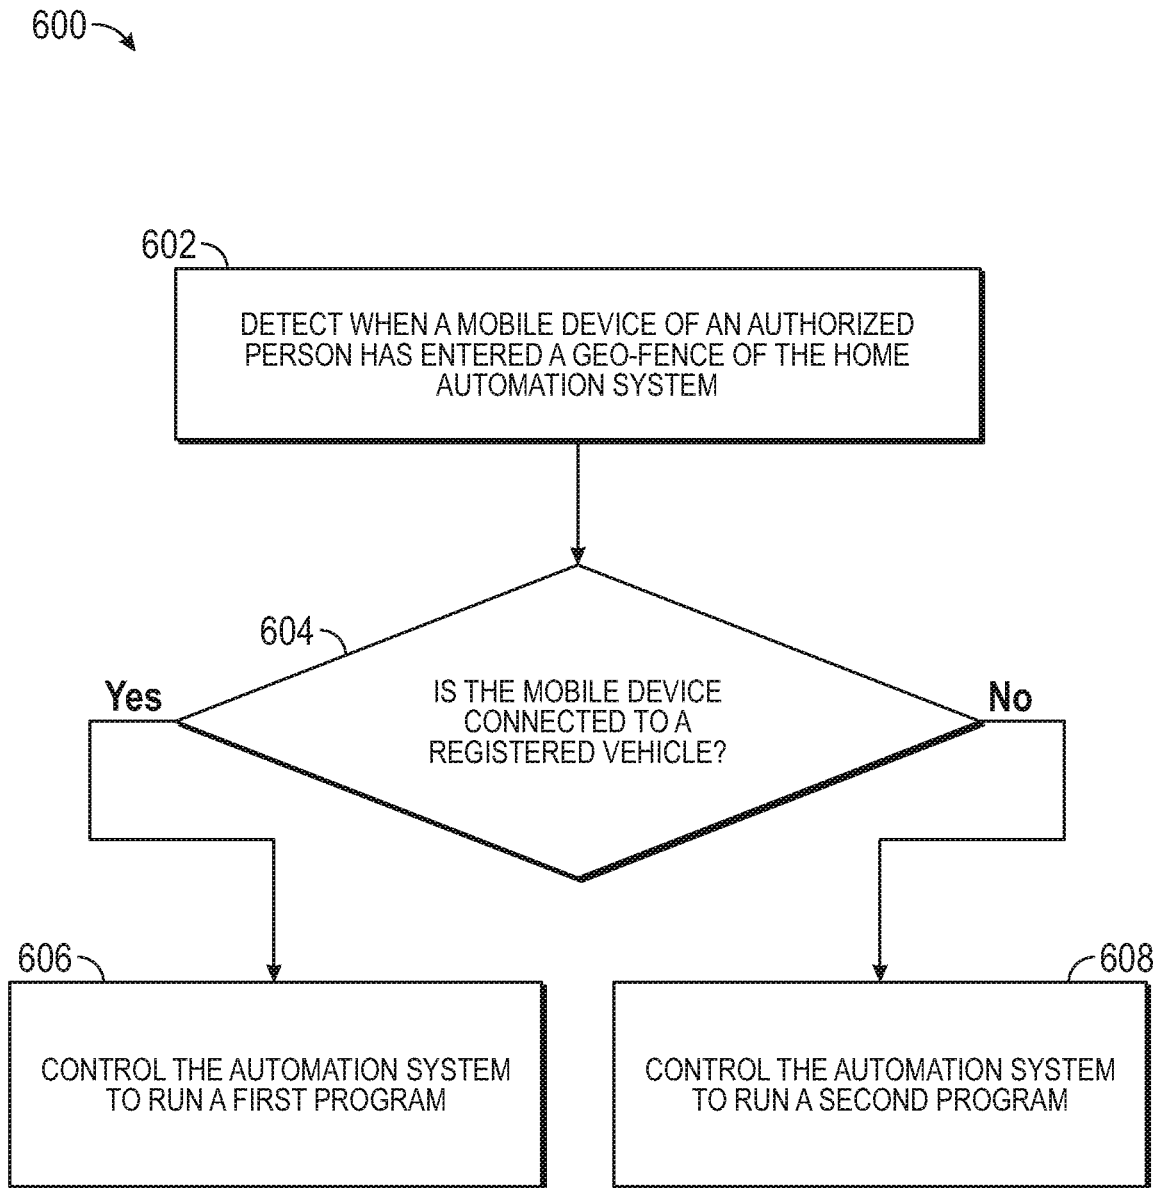 600
602
DETECT WHEN A MOBILE DEVICE OF AN AUTHORIZED
PERSON HAS ENTERED A GEO-FENCE OF THE HOME
AUTOMATION SYSTEM
604
Yes
No
IS THE MOBILE DEVICE
CONNECTED TO A
REGISTERED VEHICLE?
606
608
CONTROL THE AUTOMATION SYSTEM
TO RUN A FIRST PROGRAM
CONTROL THE AUTOMATION SYSTEM
TO RUN A SECOND PROGRAM